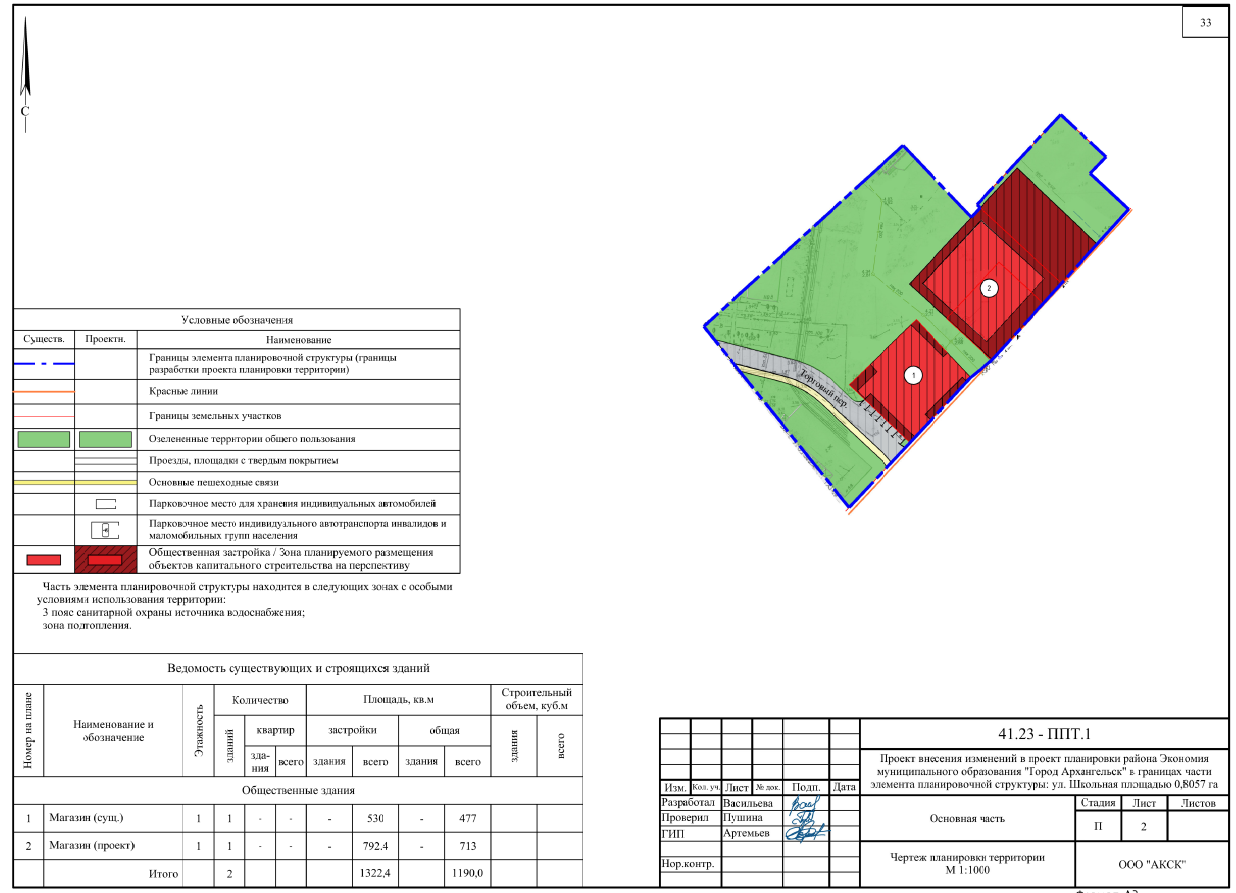 33
С
Условные обозначения
Существ. Проектн. Наименование
Границы элемента планировочной структуры (границы
разработки проекта планировки территории)
Красные линии
Границы земельных участков
Озелененные территории общего пользования
Проезды, площадки с твердым покрытием
Основные пешеходные связи
Парковочное место для хранения индивидуальных автомобилей
Парковочное место индивидуального автотранспорта инвалидов и
маломобильных групп населения
Общественная застройка / Зона планируемого размещения
объектов капитального строительства на перспективу
Часть элемента планировочной структуры находится в следующих зонах с особыми
условиями использования территории:
3 пояс санитарной охраны источника водоснабжения;
зона подтопления.
2
1
Торговый пер.
Ведомость существующих и строящихся зданий
Номер на плане
Наименование и
обозначение
Этажность
Количество
зданий
квартир
зда-
ния
всего
Площадь, кв.м
застройки
здания всего
общая
здания всего
Строительный
объем, куб.м
здания
всего
Общественные здания
1 Магазин (сущ.) 1 1 - - - 530 - 477
2 Магазин (проект) 1 1 - - - 792.4 - 713
Итого 2 1322,4 1190,0
41.23 - ППТ.1
Проект внесения изменений в проект планировки района Экономия
муниципального образования "Город Архангельск" в границах части
элемента планировочной структуры: ул. Школьная площадью 0,8057 га
Изм. Кол. уч. Лист № док. Подп. Дата
Разработал Васильева
Проверил Пушина
ГИП Артемьев
Нор.контр.
Основная часть
Стадия Лист Листов
П 2
Чертеж планировки территории
М 1:1000
ООО "АКСК"